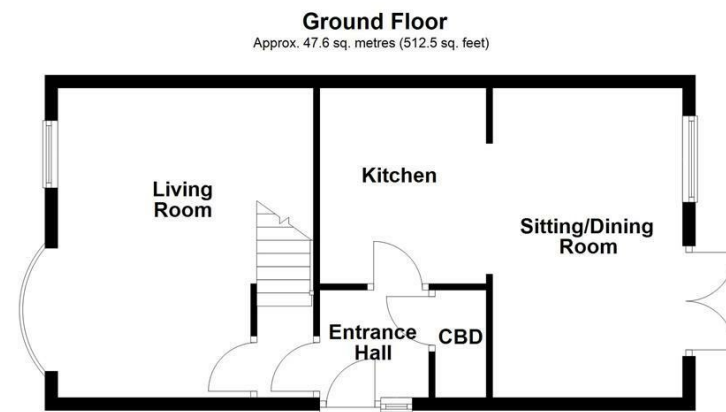 Ground Floor
Approx. 47.6 sq. metres (512.5 sq. feet)
Living
Room
Kitchen
Sitting/Dining
Room
Entrance
Hall
CBD